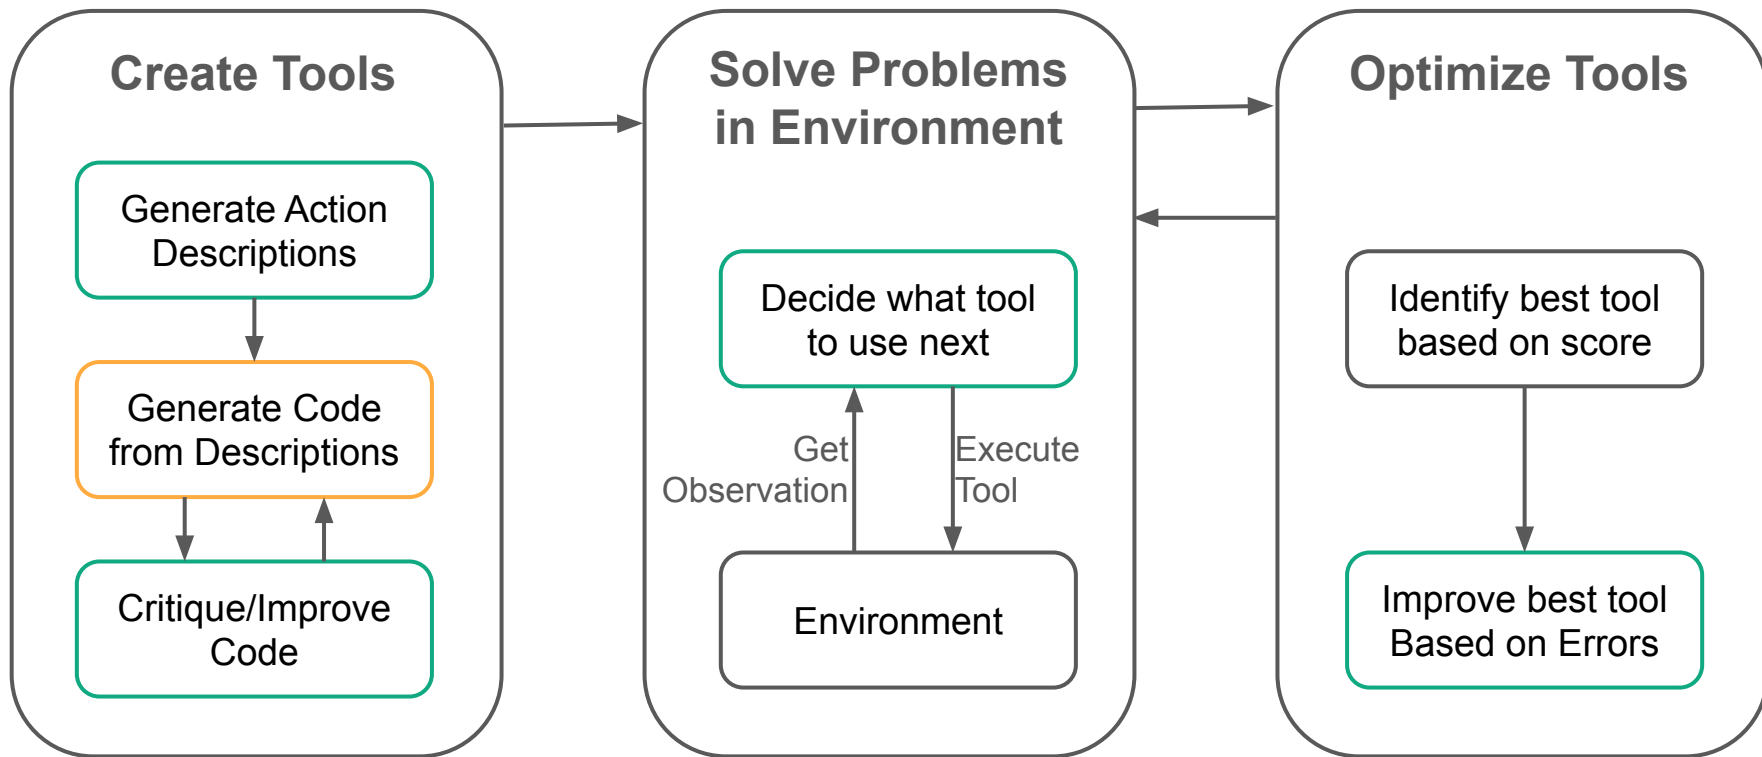 Create Tools
Generate Action
Descriptions
Generate Code
from Descriptions
Critique/Improve
Code
Solve Problems
in Environment
Decide what tool
to use next
Get
Observation
Execute
Tool
Environment
Optimize Tools
Identify best tool
based on score
Improve best tool
Based on Errors